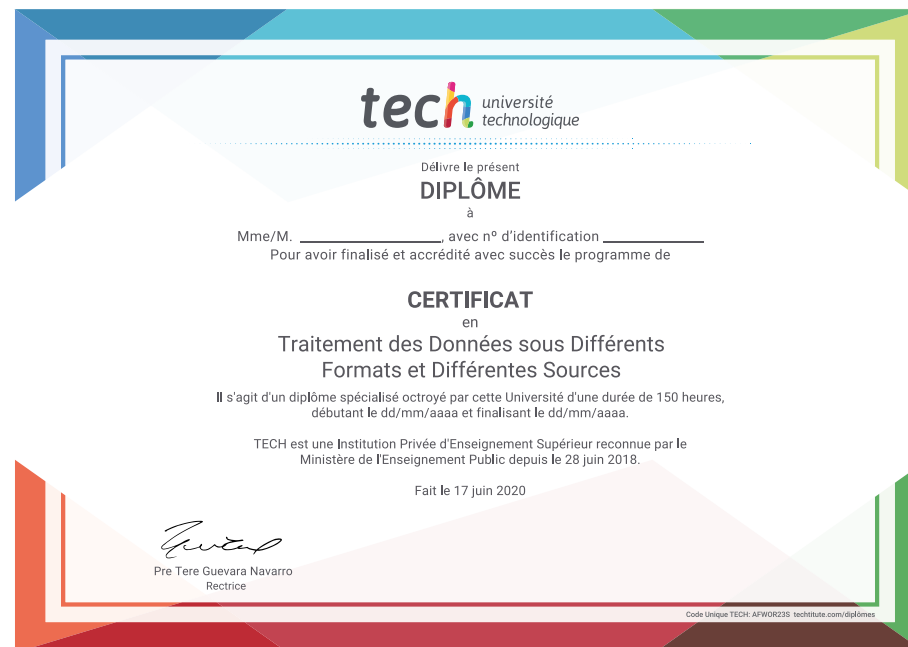 tech université
technologique
Délivre le présent
DIPLÔME
à
Mme/M. ____________________, avec nº d'identification ______________
Pour avoir finalisé et accrédité avec succès le programme de
CERTIFICAT
en
Traitement des Données sous Différents
Formats et Différentes Sources
Il s'agit d'un diplôme spécialisé octroyé par cette Université d'une durée de 150 heures,
débutant le dd/mm/aaaa et finalisant le dd/mm/aaaa.
TECH est une Institution Privée d'Enseignement Supérieur reconnue par le
Ministère de l'Enseignement Public depuis le 28 juin 2018.
Fait le 17 juin 2020
Pre Tere Guevara Navarro
Rectrice
Code Unique TECH: AFWOR23S techtitute.com/diplômes